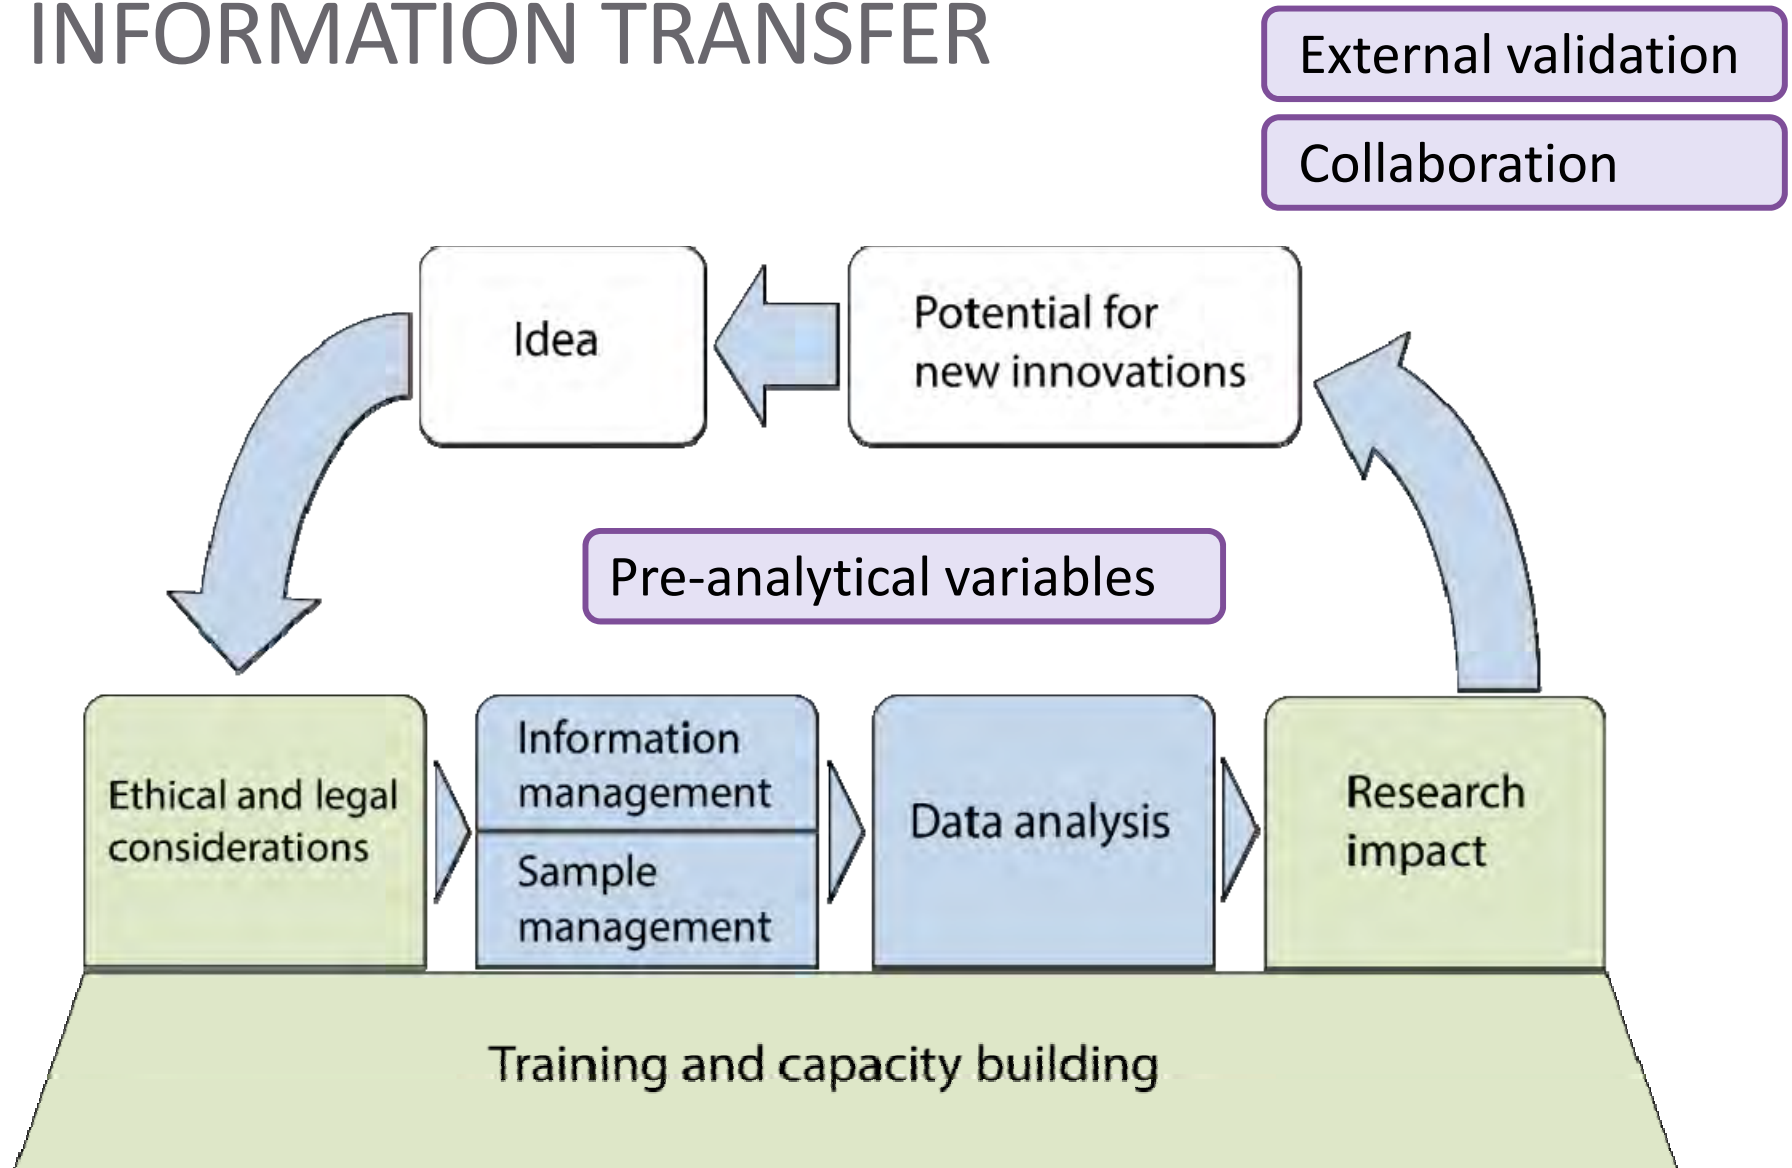 INFORMATION TRANSFER
External validation
Collaboration
Idea
Potential for
new innovations
Pre-analytical variables
Ethical and legal
considerations
Information
management
Sample
management
Data analysis
Research
impact
Training and capacity building